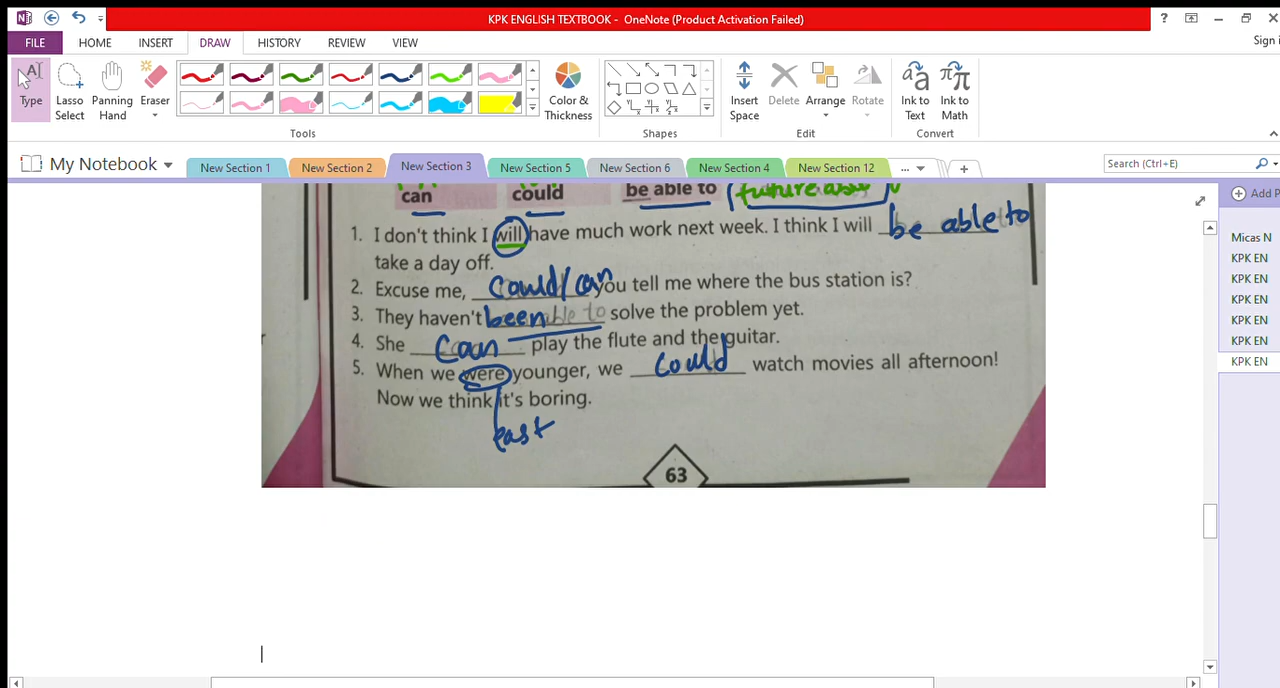 KPK ENGLISH TEXTBOOK - OneNote (Product Activation Failed)
FILE HOME INSERT DRAW HISTORY REVIEW VIEW Sign i
Type Lasso Select Panning Hand Eraser Color & Thickness Insert Space Delete Arrange Rotate Ink to Text Ink to Math
Tools Shapes Edit Convert
My Notebook New Section 1 New Section 2 New Section 3 New Section 5 New Section 6 New Section 4 New Section 12 ... Search (Ctrl+E)
Add P
can could be able to future
1. I don't think I will have much work next week. I think I will be able to
take a day off.
2. Excuse me, could/can you tell me where the bus station is?
3. They haven't been able to solve the problem yet.
4. She can play the flute and the guitar.
5. When we were younger, we could watch movies all afternoon!
Now we think it's boring.
63
Micas N
KPK EN
KPK EN
KPK EN
KPK EN
KPK EN
KPK EN